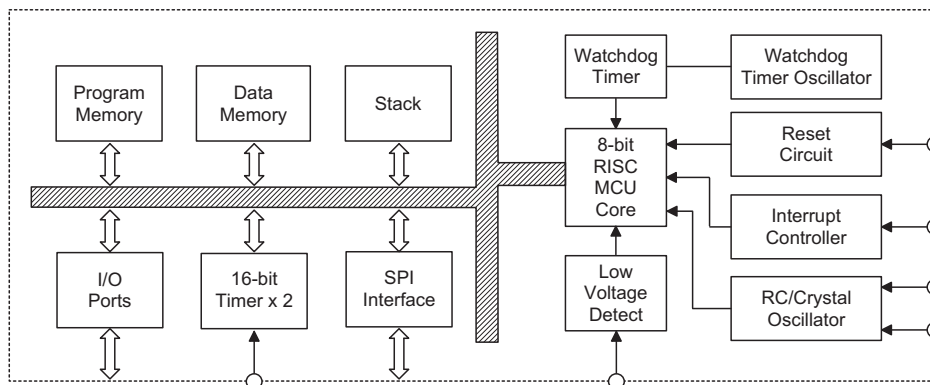 Program
Memory
Data
Memory
Stack
Watchdog
Timer
Watchdog
Timer Oscillator
8-bit
RISC
MCU
Core
Reset
Circuit
Interrupt
Controller
I/O
Ports
16-bit
Timer x 2
SPI
Interface
Low
Voltage
Detect
RC/Crystal
Oscillator